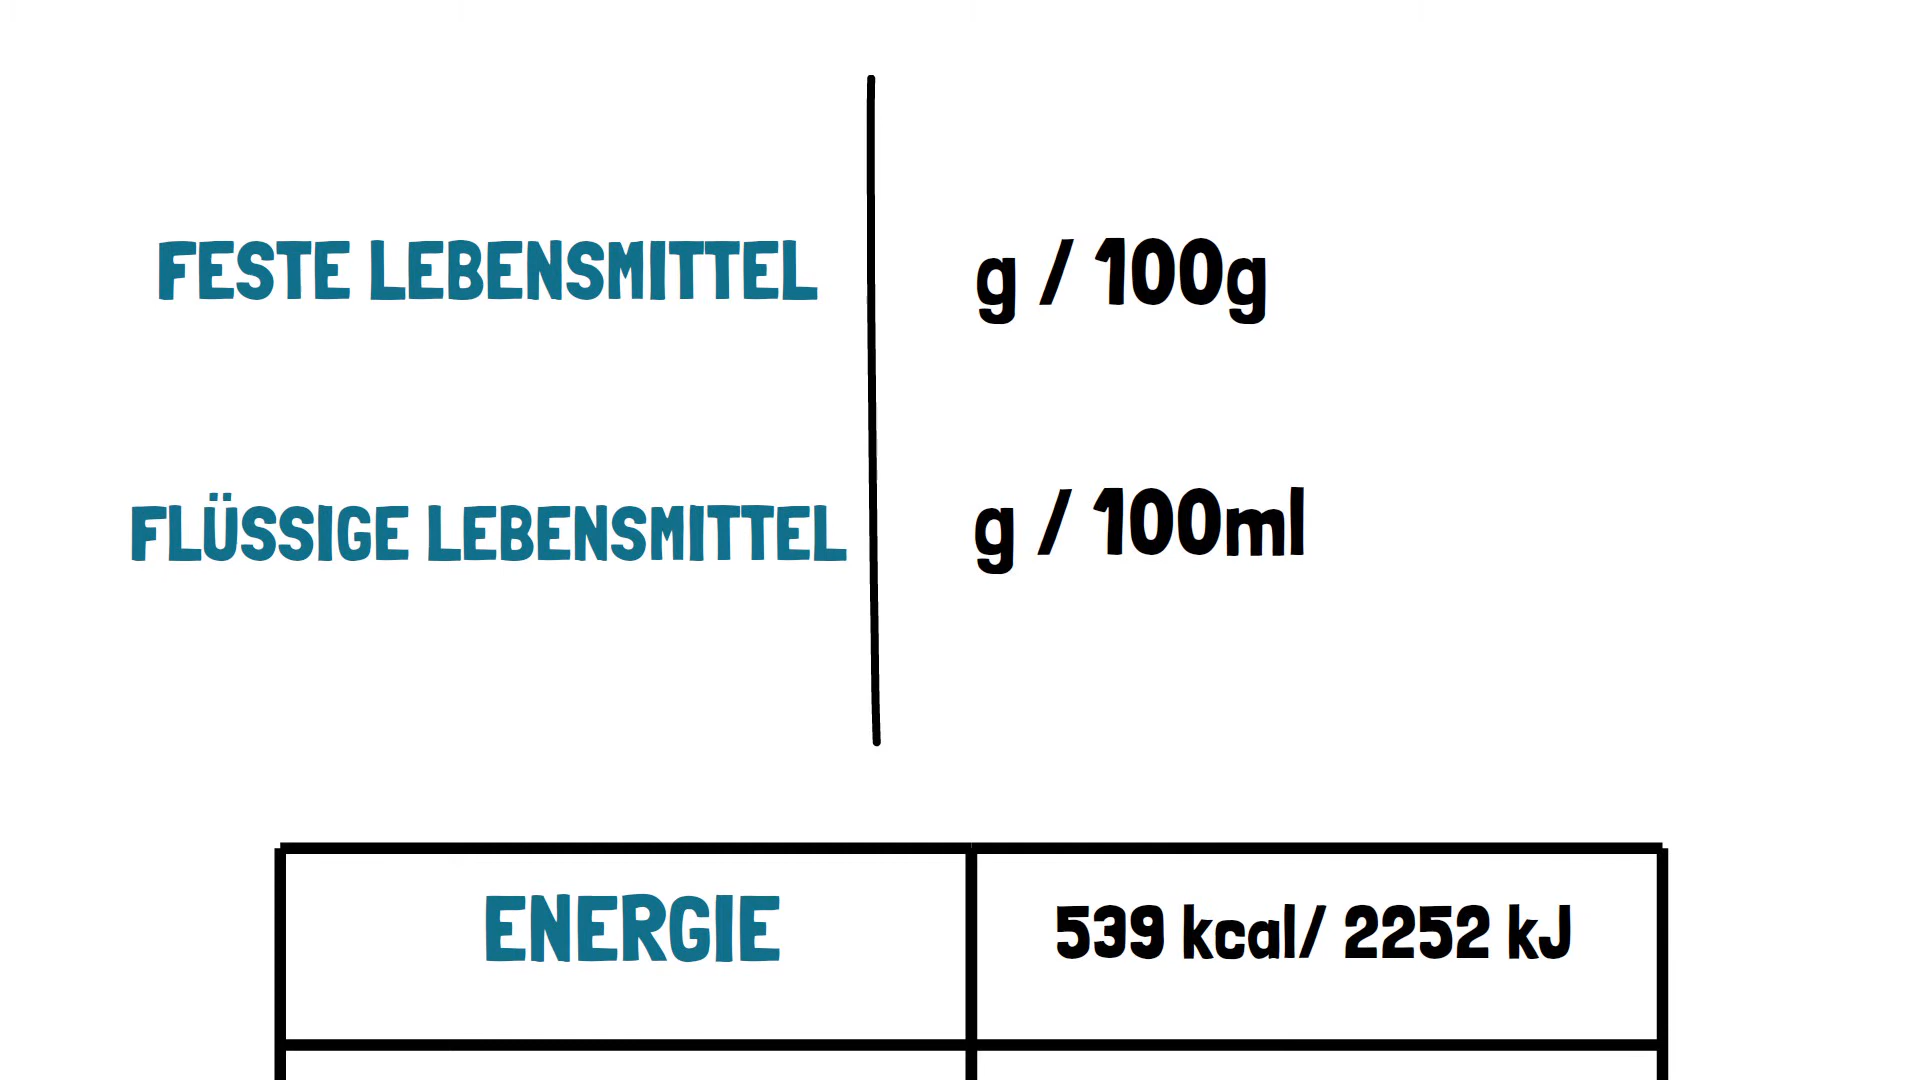 FESTE LEBENSMITTEL
g / 100g
FLÜSSIGE LEBENSMITTEL
g / 100ml
ENERGIE
539 kcal/ 2252 kJ